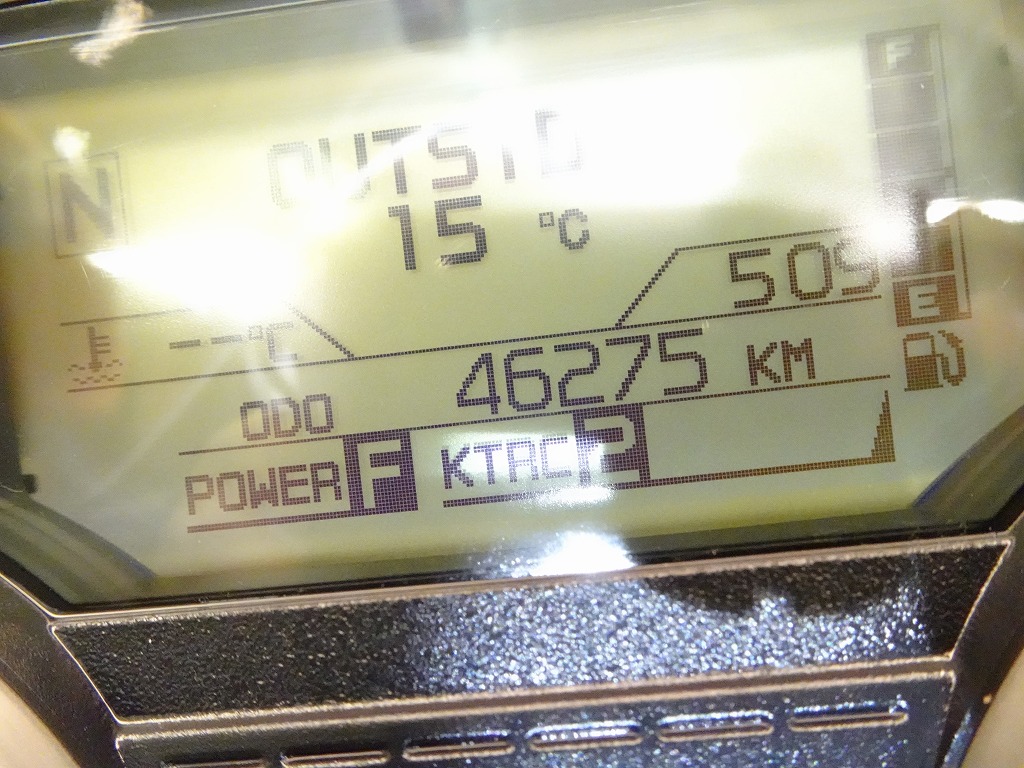 F
N
OUTSID
15 °C
509
--°C
E
ODO 46275 KM
POWER F KTRC 2